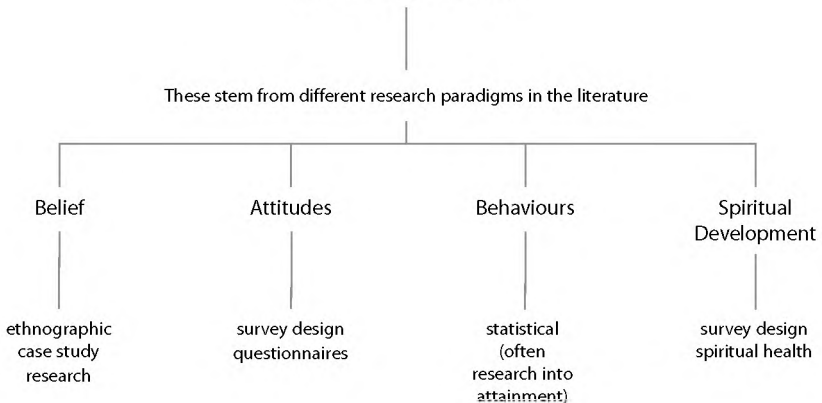 These stem from different research paradigms in the literature
Belief
Attitudes
Behaviours
Spiritual
Development
ethnographic
case study
research
survey design
questionnaires
statistical
(often
research into
attainment)
survey design
spiritual health